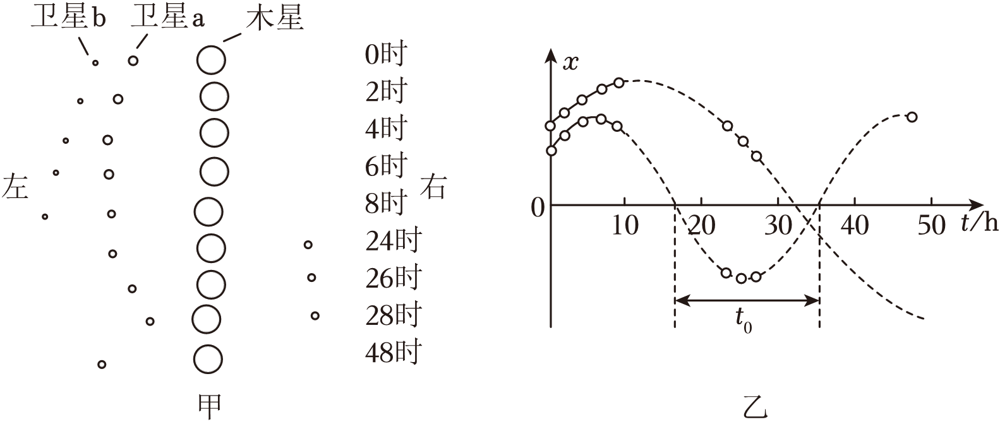 卫星b 卫星a 木星
0时
2时
4时
6时
8时
24时
26时
28时
48时
左
右
甲
x
0
10 20 30 40 50 t/h
t₀
乙